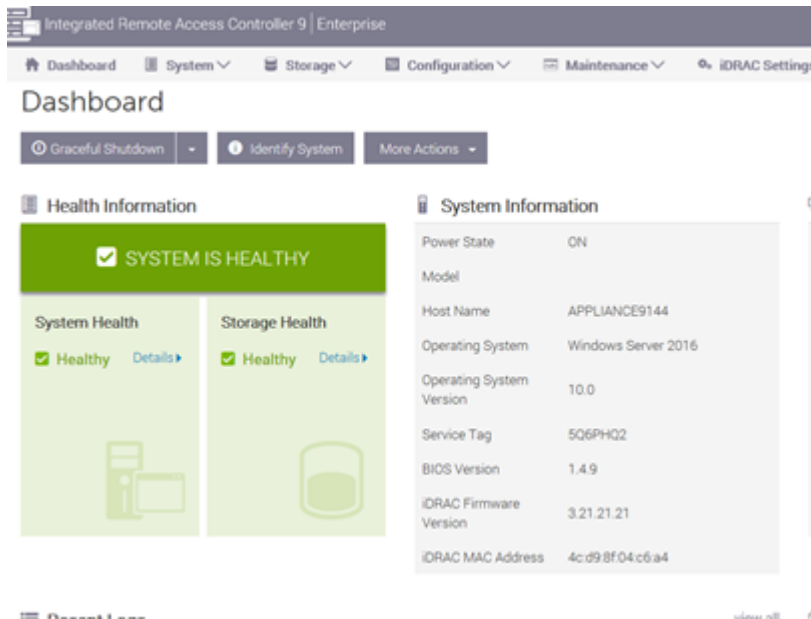 Integrated Remote Access Controller 9 | Enterprise
Dashboard System Storage Configuration Maintenance iDRAC Settings
Dashboard
Graceful Shutdown Identify System More Actions
Health Information
SYSTEM IS HEALTHY
System Health Storage Health
Healthy Details Healthy Details
System Information
Power State ON
Model
Host Name APPLIANCE9144
Operating System Windows Server 2016
Operating System
Version 10.0
Service Tag 5Q6PHQ2
BIOS Version 1.4.9
iDRAC Firmware
Version 3.21.21.21
iDRAC MAC Address 4c:d9:8f:04:c6:a4
Recent Logs view all